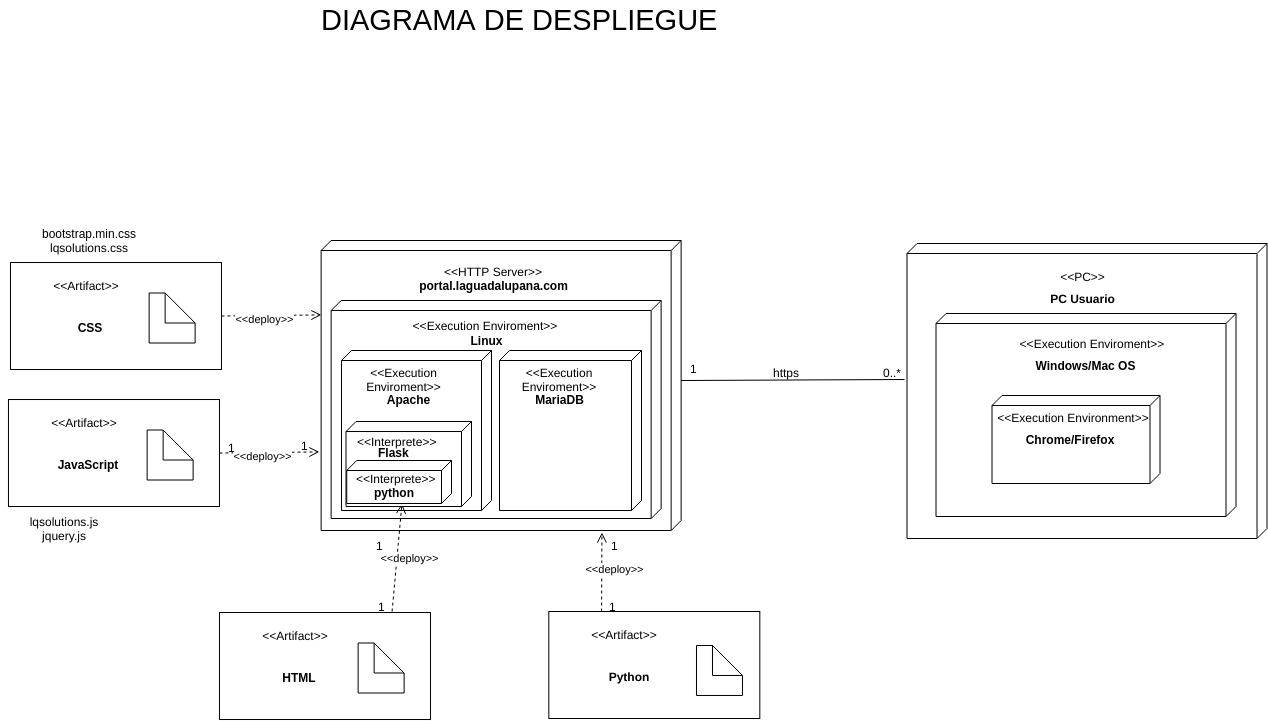 DIAGRAMA DE DESPLIEGUE
bootstrap.min.css
lqsolutions.css
<<Artifact>>
CSS
<<deploy>>
<<Artifact>>
JavaScript
1
<<deploy>>
1
lqsolutions.js
jquery.js
<<HTTP Server>>
portal.laguadalupana.com
<<Execution Enviroment>>
Linux
<<Execution
Enviroment>>
Apache
<<Interprete>>
Flask
<<Interprete>>
python
<<Execution
Enviroment>>
MariaDB
1
https
0..*
<<PC>>
PC Usuario
<<Execution Enviroment>>
Windows/Mac OS
<<Execution Environment>>
Chrome/Firefox
1
<<deploy>>
1
<<Artifact>>
HTML
1
<<deploy>>
1
<<Artifact>>
Python